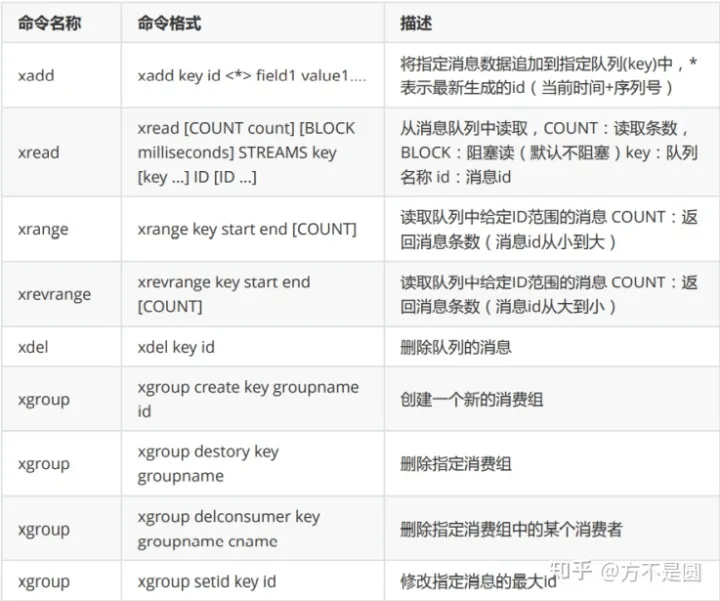 命令名称 命令格式 描述
xadd xadd key id <*> field1 value1.... 将指定消息数据追加到指定队列(key)中，*
表示最新生成的id（当前时间+序列号）
xread xread [COUNT count] [BLOCK
milliseconds] STREAMS key
[key ...] ID [ID ...]
从消息队列中读取，COUNT：读取条数，
BLOCK：阻塞读（默认不阻塞）key：队列
名称 id：消息id
xrange xrange key start end [COUNT] 读取队列中给定ID范围的消息 COUNT：返
回消息条数（消息id从小到大）
xrevrange xrevrange key start end
[COUNT]
读取队列中给定ID范围的消息 COUNT：返
回消息条数（消息id从大到小）
xdel xdel key id 删除队列的消息
xgroup xgroup create key groupname
id
创建一个新的消费组
xgroup xgroup destory key
groupname
删除指定消费组
xgroup xgroup delconsumer key
groupname cname
删除指定消费组中的某个消费者
xgroup xgroup setid key id 修改指定消息的最大id
知乎 @方不是圆